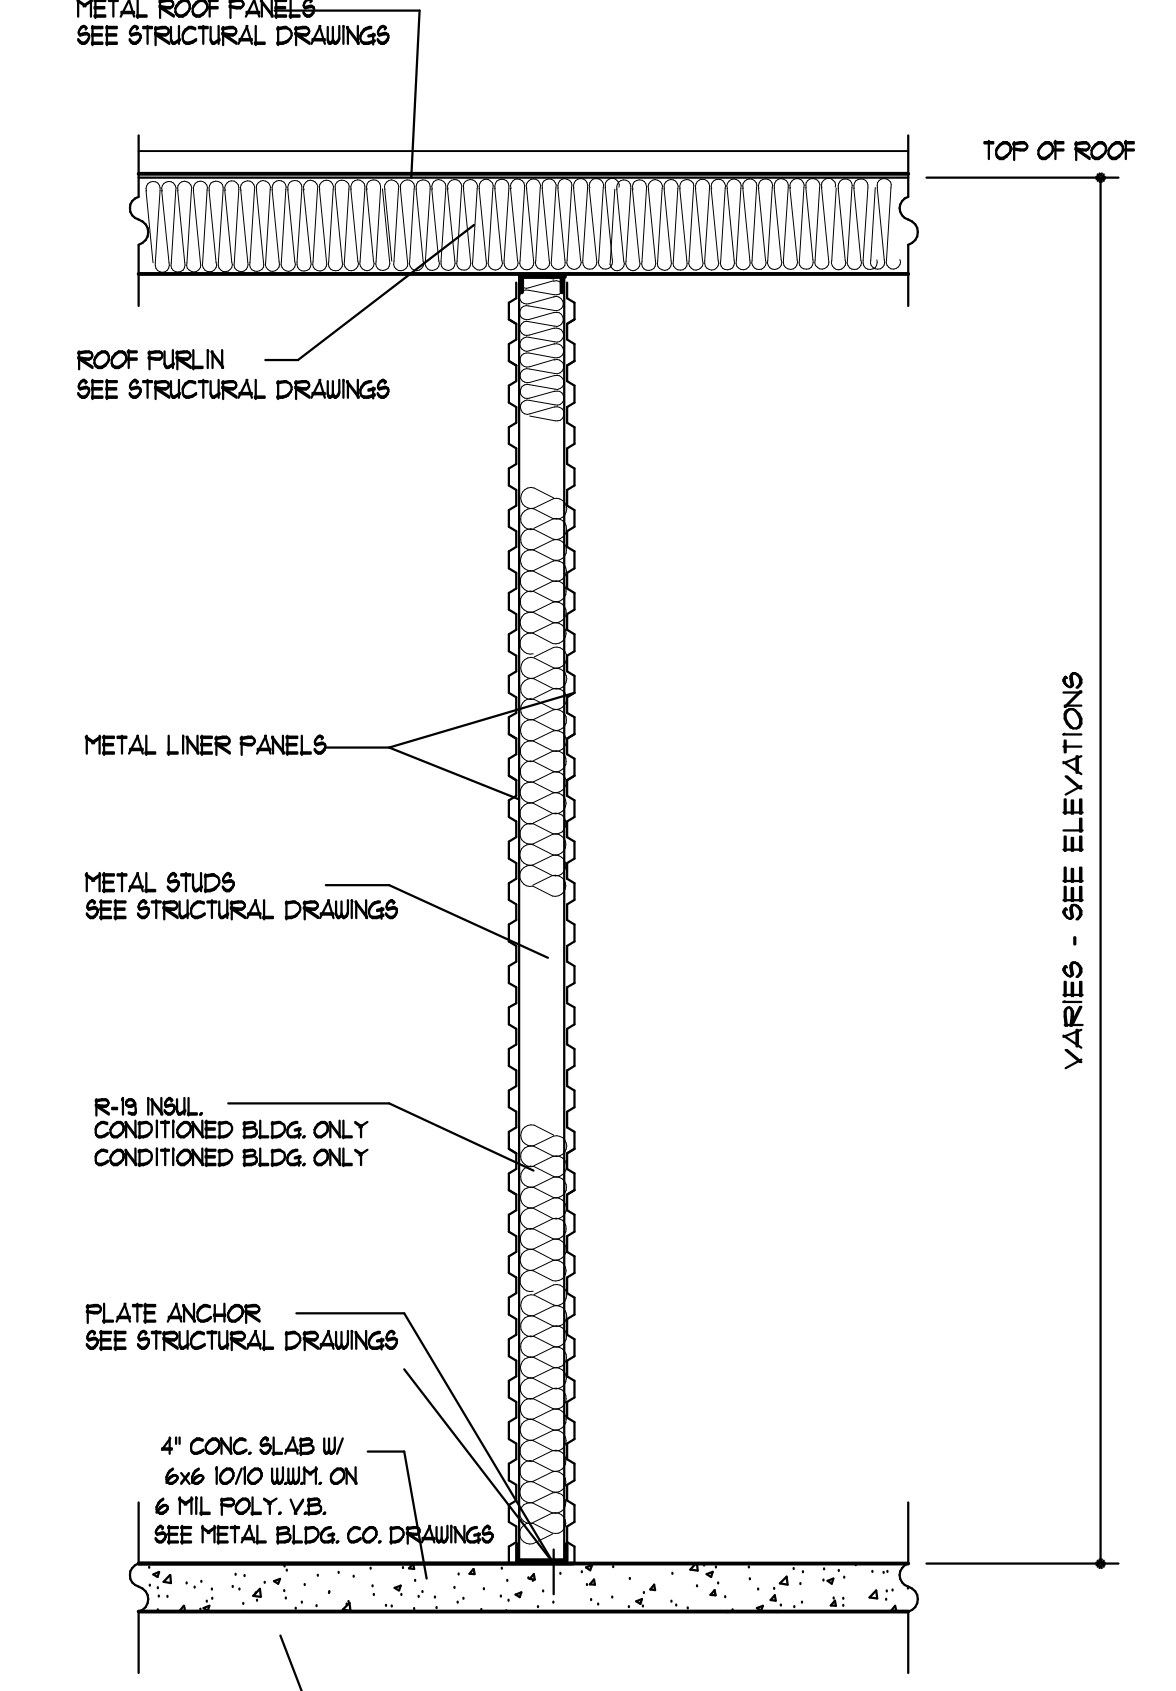 METAL ROOF PANELS
SEE STRUCTURAL DRAWINGS
TOP OF ROOF
ROOF PURLIN
SEE STRUCTURAL DRAWINGS
METAL LINER PANELS
METAL STUDS
SEE STRUCTURAL DRAWINGS
VARIES - SEE ELEVATIONS
R-19 INSUL.
CONDITIONED BLDG. ONLY
CONDITIONED BLDG. ONLY
PLATE ANCHOR
SEE STRUCTURAL DRAWINGS
4" CONC. SLAB W/
6x6 10/10 W.W.M. ON
6 MIL POLY. V.B.
SEE METAL BLDG. CO. DRAWINGS